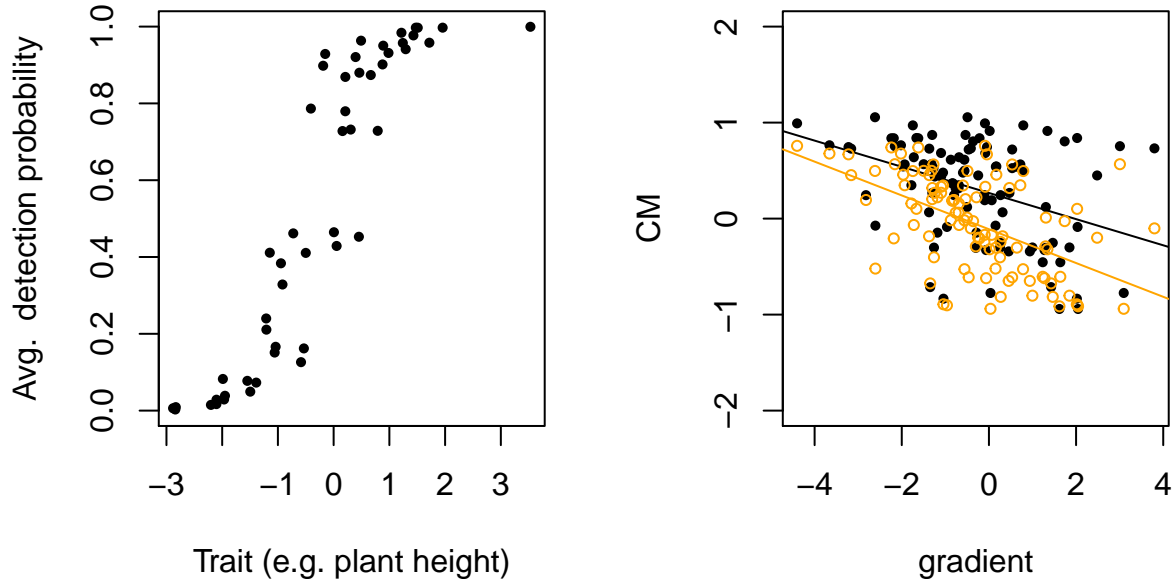 Avg. detection probability
1.0
0.8
0.6
0.4
0.2
0.0
−3 −1 0 1 2 3
Trait (e.g. plant height)
CM
2
1
0
−1
−2
−4 −2 0 2 4
gradient